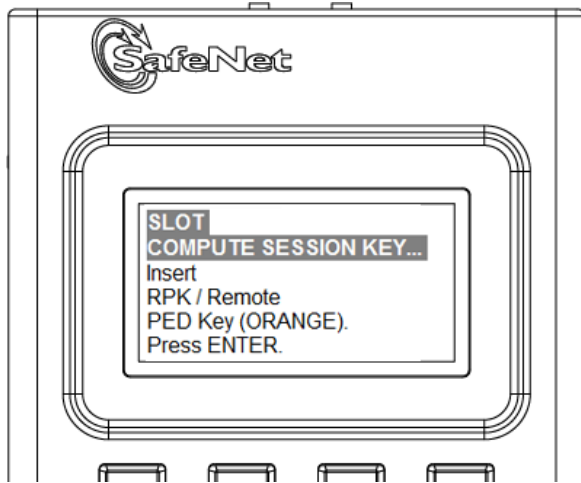 SafeNet
SLOT
COMPUTE SESSION KEY...
Insert
RPK / Remote
PED Key (ORANGE).
Press ENTER.